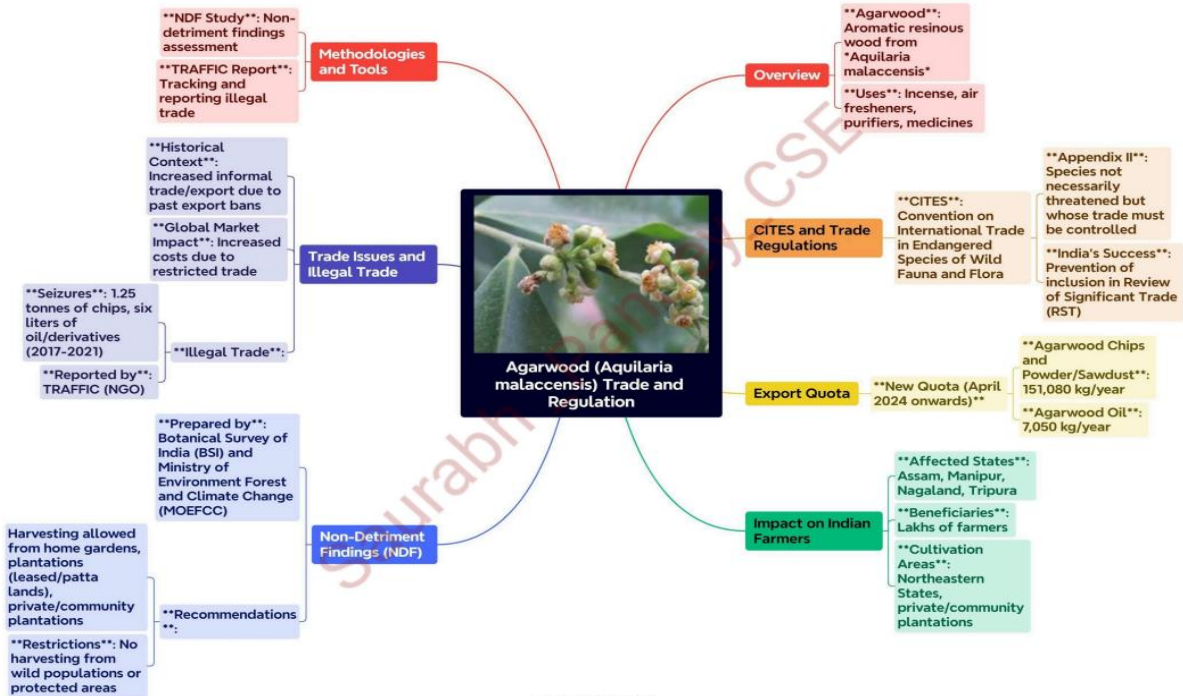 **NDF Study**: Non-
detriment findings
assessment
**TRAFFIC Report**:
Tracking and
reporting illegal
trade
Methodologies
and Tools
**Historical
Context**:
Increased informal
trade/export due to
past export bans
**Global Market
Impact**: Increased
costs due to
restricted trade
**Seizures**: 1.25
tonnes of chips, six
liters of
oil/derivatives
(2017-2021)
**Reported by**:
TRAFFIC (NGO)
**Illegal Trade**:
Trade Issues and
Illegal Trade
**Prepared by**:
Botanical Survey of
India (BSI) and
Ministry of
Environment Forest
and Climate Change
(MOEFCC)
Harvesting allowed
from home gardens,
plantations
(leased/patta
lands),
private/community
plantations
**Restrictions**: No
harvesting from
wild populations or
protected areas
**Recommendations
**:
Non-Detriment
Findings (NDF)
Agarwood (Aquilaria
malaccensis) Trade and
Regulation
Overview
**Agarwood**:
Aromatic resinous
wood from
*Aquilaria
malaccensis*
**Uses**: Incense, air
fresheners,
purifiers, medicines
CITES and Trade
Regulations
**CITES**:
Convention on
International Trade
in Endangered
Species of Wild
Fauna and Flora
**Appendix II**:
Species not
necessarily
threatened but
whose trade must
be controlled
**India's Success**:
Prevention of
inclusion in Review
of Significant Trade
(RST)
Export Quota
**New Quota (April
2024 onwards)**
**Agarwood Chips
and
Powder/Sawdust**:
151,080 kg/year
**Agarwood Oil**:
7,050 kg/year
Impact on Indian
Farmers
**Affected States**:
Assam, Manipur,
Nagaland, Tripura
**Beneficiaries**:
Lakhs of farmers
**Cultivation
Areas**:
Northeastern
States,
private/community
plantations